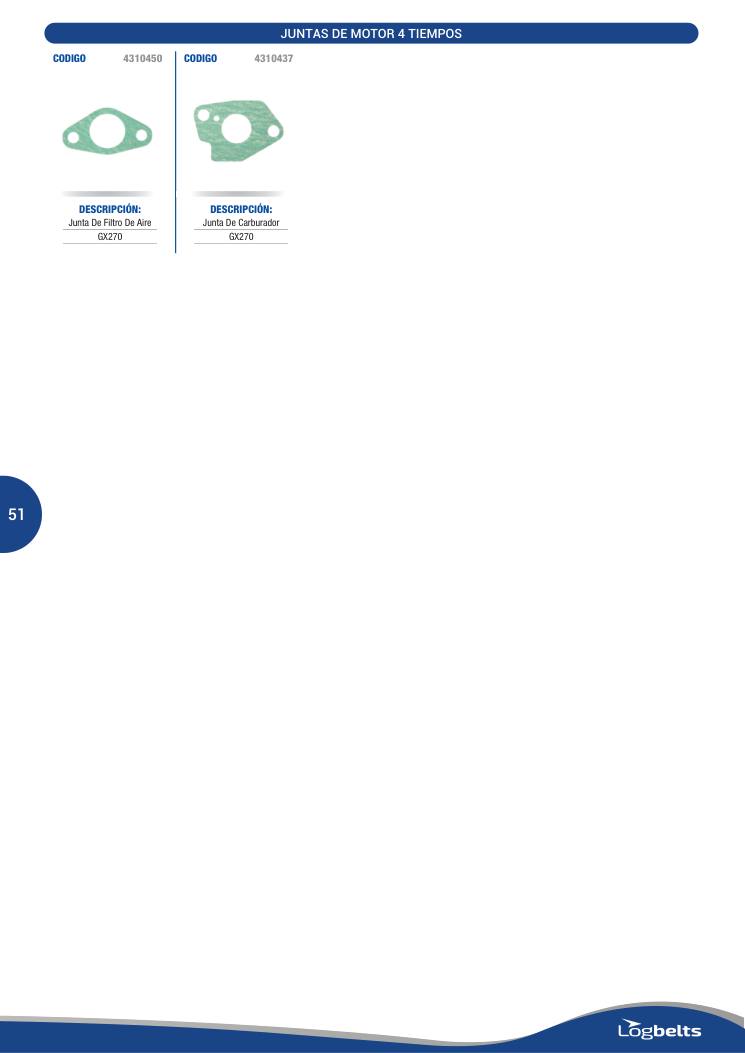 JUNTAS DE MOTOR 4 TIEMPOS
CODIGO 4310450
DESCRIPCIÓN:
Junta De Filtro De Aire
GX270
CODIGO 4310437
DESCRIPCIÓN:
Junta De Carburador
GX270
51
Logbelts